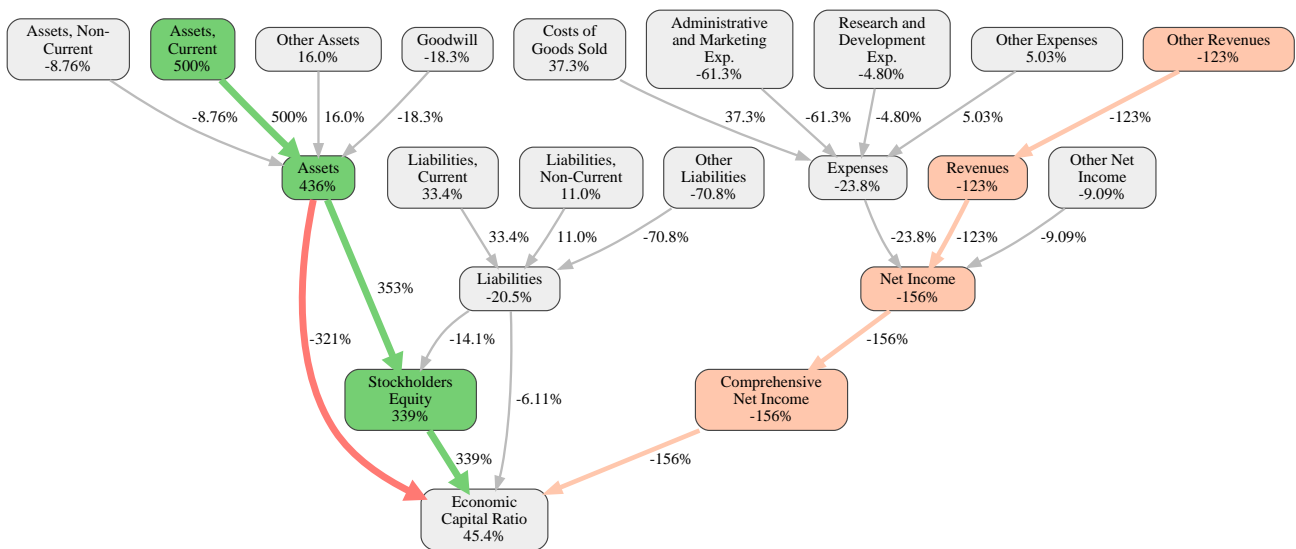 Assets, Non-
Current
-8.76%
Assets,
Current
500%
Other Assets
16.0%
Goodwill
-18.3%
Costs of
Goods Sold
37.3%
Administrative
and Marketing
Exp.
-61.3%
Research and
Development
Exp.
-4.80%
Other Expenses
5.03%
Other Revenues
-123%
-8.76%
500%
16.0%
-18.3%
37.3%
-61.3%
-4.80%
5.03%
-123%
Assets
436%
Liabilities,
Current
33.4%
Liabilities,
Non-Current
11.0%
Other
Liabilities
-70.8%
Expenses
-23.8%
Revenues
-123%
Other Net
Income
-9.09%
33.4%
11.0%
-70.8%
-23.8%
-123%
-9.09%
353%
Liabilities
-20.5%
Net Income
-156%
-321%
-14.1%
-156%
Stockholders
Equity
339%
-6.11%
Comprehensive
Net Income
-156%
339%
-156%
Economic
Capital Ratio
45.4%